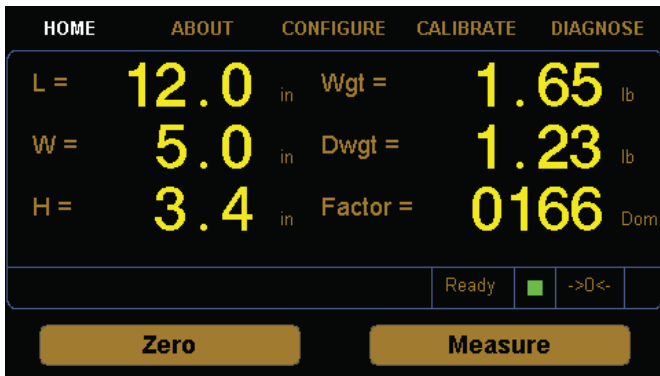 HOME ABOUT CONFIGURE CALIBRATE DIAGNOSE
L = 12.0 in Wgt = 1.65 lb
W = 5.0 in Dwgt = 1.23 lb
H = 3.4 in Factor = 0166 Dom
Ready ->0<-
Zero Measure